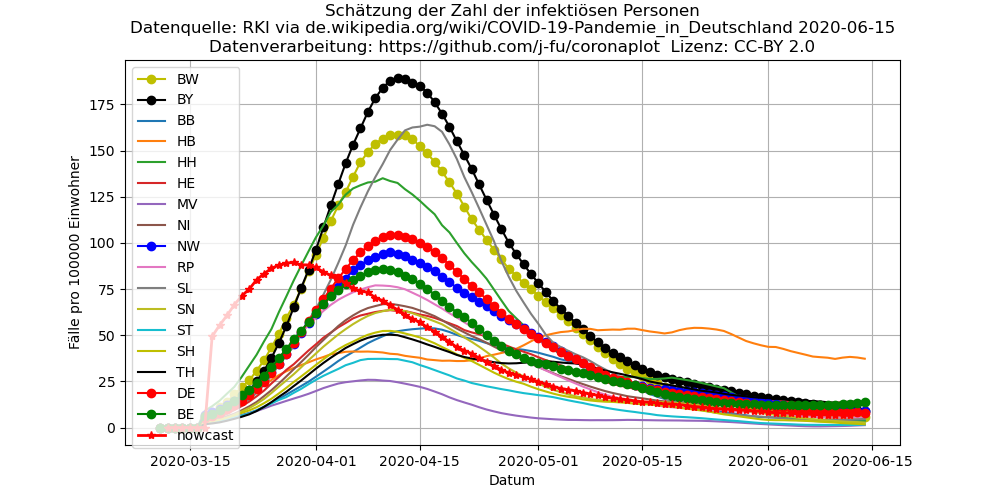 Schätzung der Zahl der infektiösen Personen
Datenquelle: RKI via de.wikipedia.org/wiki/COVID-19-Pandemie_in_Deutschland 2020-06-15
Datenverarbeitung: https://github.com/j-fu/coronaplot Lizenz: CC-BY 2.0
Fälle pro 100000 Einwohner
175
150
125
100
75
50
25
0
BW
BY
BB
HB
HH
HE
MV
NI
NW
RP
SL
SN
ST
SH
TH
DE
BE
nowcast
2020-03-15
2020-04-01
2020-04-15
2020-05-01
2020-05-15
2020-06-01
2020-06-15
Datum